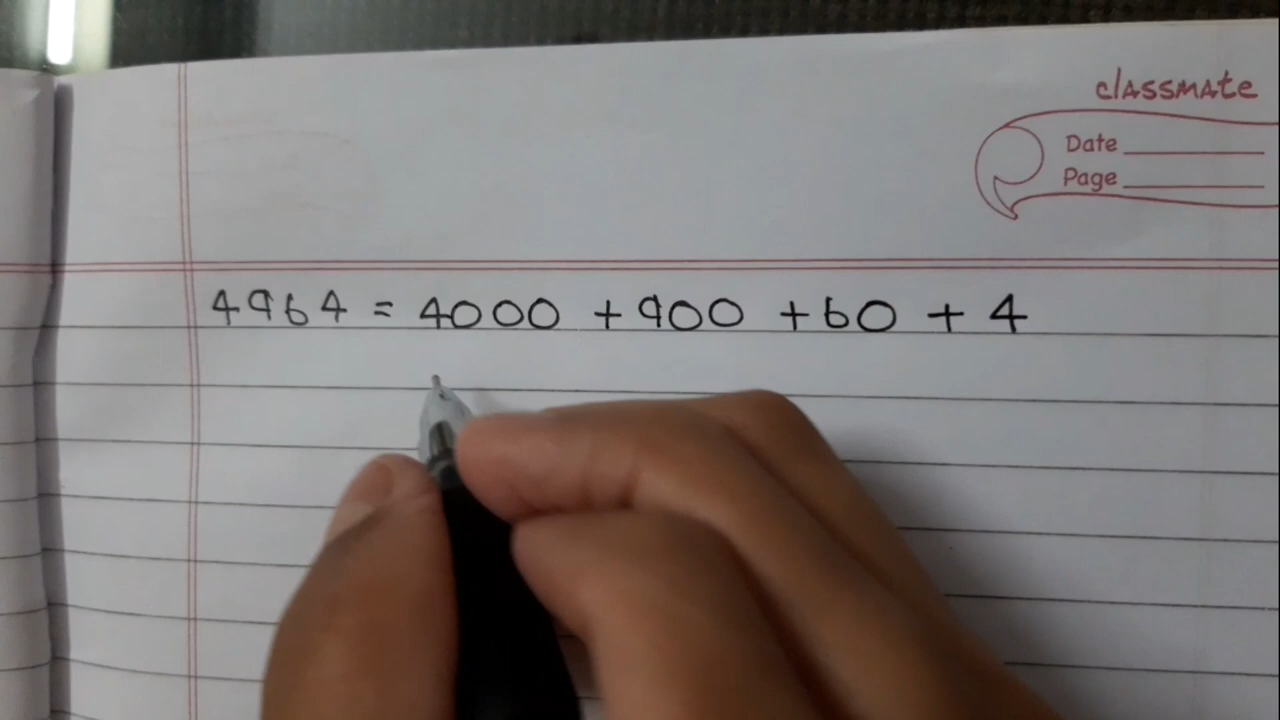 classmate
Date
Page
4964 = 4000 + 900 + 60 + 4